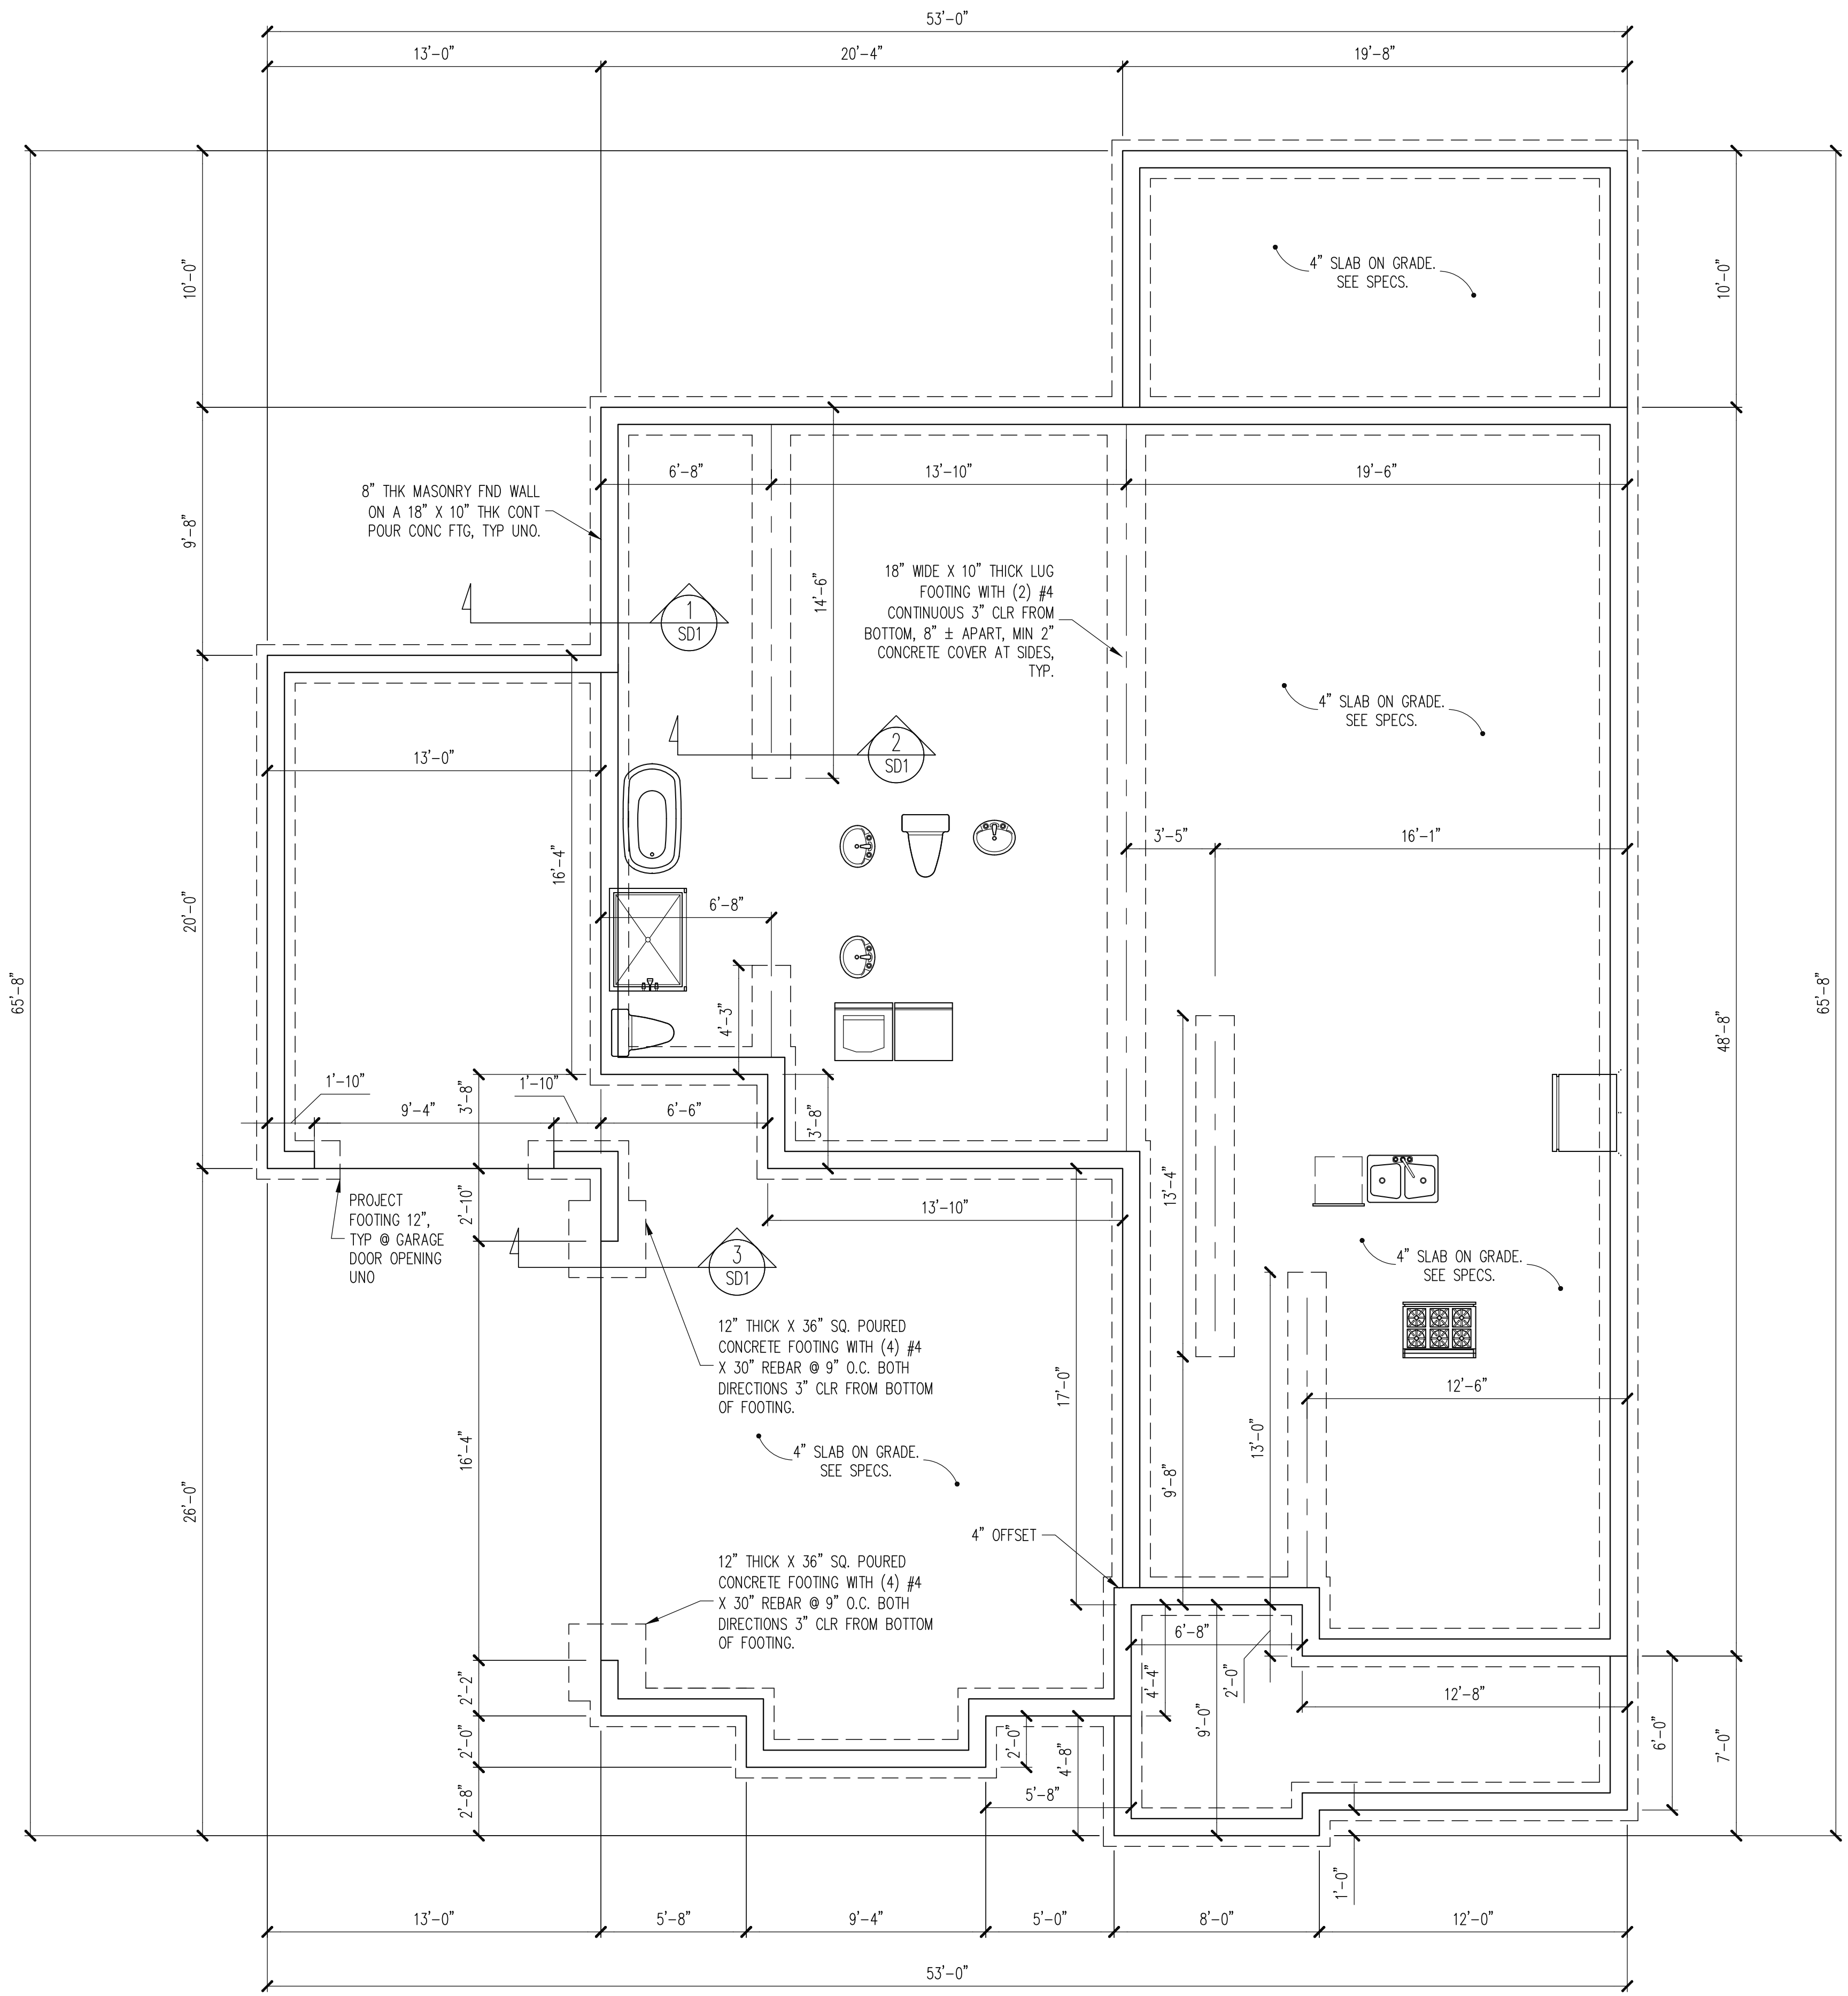 53'-0"
13'-0"
20'-4"
19'-8"
10'-0"
10'-0"
4" SLAB ON GRADE.
SEE SPECS.
6'-8"
13'-10"
19'-6"
8" THK MASONRY FND WALL
ON A 18" X 10" THK CONT
POUR CONC FTG, TYP UNO.
9'-8"
14'-6"
18" WIDE X 10" THICK LUG
FOOTING WITH (2) #4
CONTINUOUS 3" CLR FROM
BOTTOM, 8" ± APART, MIN 2"
CONCRETE COVER AT SIDES,
TYP.
1
SD1
4" SLAB ON GRADE.
SEE SPECS.
2
SD1
13'-0"
3'-5"
16'-1"
16'-4"
6'-8"
20'-0"
65'-8"
65'-8"
48'-8"
4'-3"
1'-10"
9'-4"
1'-10"
3'-8"
6'-6"
3'-8"
PROJECT
FOOTING 12",
TYP @ GARAGE
DOOR OPENING
UNO
2'-10"
13'-10"
13'-4"
3
SD1
4" SLAB ON GRADE.
SEE SPECS.
12" THICK X 36" SQ. POURED
CONCRETE FOOTING WITH (4) #4
X 30" REBAR @ 9" O.C. BOTH
DIRECTIONS 3" CLR FROM BOTTOM
OF FOOTING.
17'-0"
12'-6"
13'-0"
16'-4"
4" SLAB ON GRADE.
SEE SPECS.
9'-8"
26'-0"
4" OFFSET
12" THICK X 36" SQ. POURED
CONCRETE FOOTING WITH (4) #4
X 30" REBAR @ 9" O.C. BOTH
DIRECTIONS 3" CLR FROM BOTTOM
OF FOOTING.
6'-8"
2'-2"
4'-4"
2'-0"
12'-8"
9'-0"
2'-0"
2'-0"
4'-8"
6'-0"
7'-0"
2'-8"
5'-8"
1'-0"
13'-0"
5'-8"
9'-4"
5'-0"
8'-0"
12'-0"
53'-0"